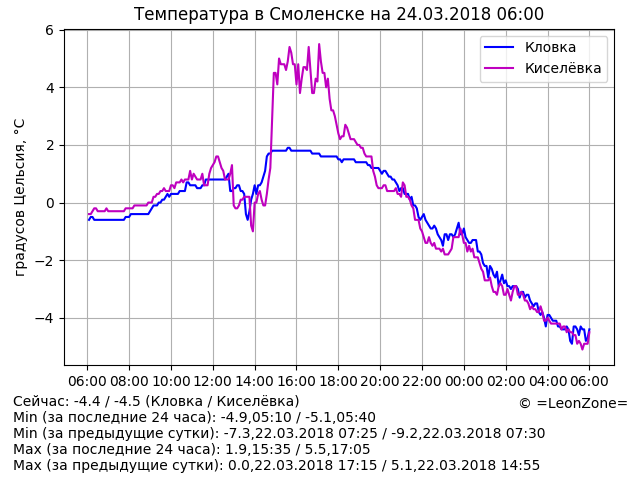 Температура в Смоленске на 24.03.2018 06:00
градусов Цельсия, °C
6
4
2
0
−2
−4
Кловка
Киселёвка
06:00 08:00 10:00 12:00 14:00 16:00 18:00 20:00 22:00 00:00 02:00 04:00 06:00
Сейчас: -4.4 / -4.5 (Кловка / Киселёвка)
© =LeonZone=
Min (за последние 24 часа): -4.9,05:10 / -5.1,05:40
Min (за предыдущие сутки): -7.3,22.03.2018 07:25 / -9.2,22.03.2018 07:30
Max (за последние 24 часа): 1.9,15:35 / 5.5,17:05
Max (за предыдущие сутки): 0.0,22.03.2018 17:15 / 5.1,22.03.2018 14:55